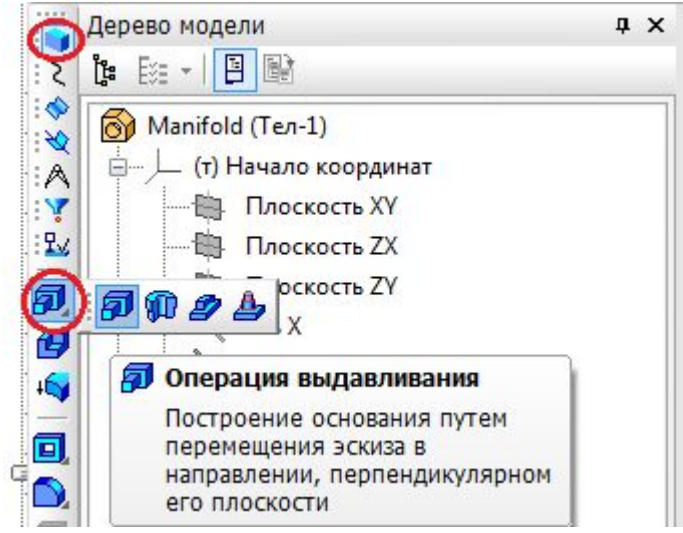 Дерево модели
Manifold (Тел-1)
(т) Начало координат
Плоскость XY
Плоскость ZX
оскость ZY
X
Операция выдавливания
Построение основания путем
перемещения эскиза в
направлении, перпендикулярном
его плоскости